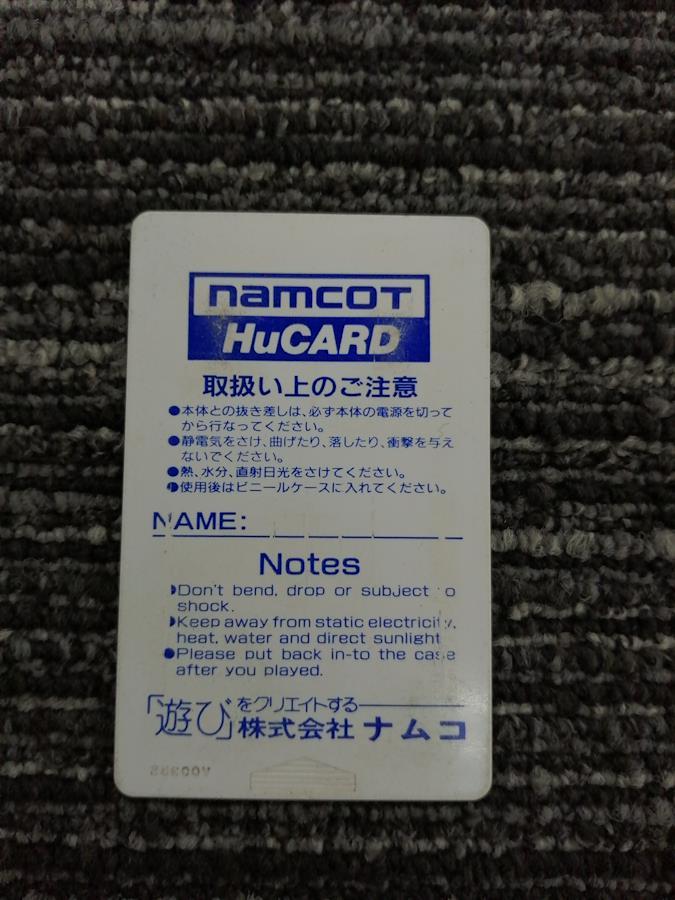 namcot
HuCARD
取扱い上のご注意
●本体との抜き差しは、必ず本体の電源を切って
から行なってください。
●静電気をさけ、曲げたり、落したり、衝撃を与え
ないでください。
●熱、水分、直射日光をさけてください。
●使用後はビニールケースに入れてください。
NAME:
Notes
●Don't bend, drop or subject o
shock.
●Keep away from static electricity,
heat, water and direct sunlight
●Please put back in-to the case
after you played.
「遊び」をクリエイトする
株式会社ナムコ